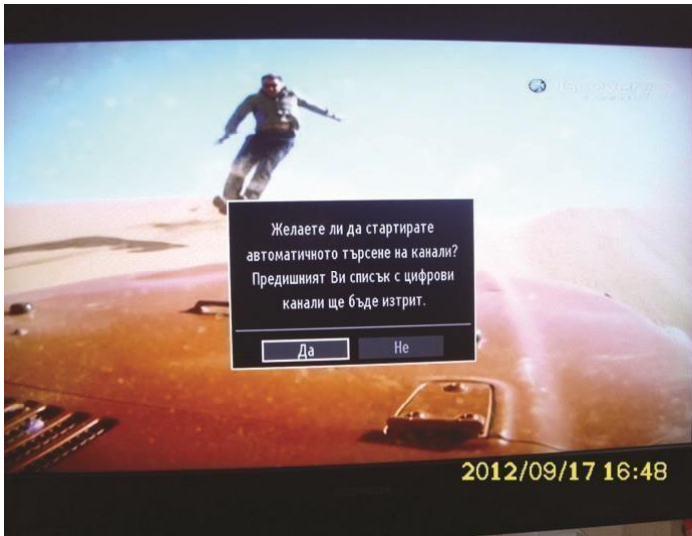 Желаете ли да стартирате
автоматичното търсене на канали?
Предишният Ви списък с цифрови
канали ще бъде изтрит.
Да Не
2012/09/17 16:48